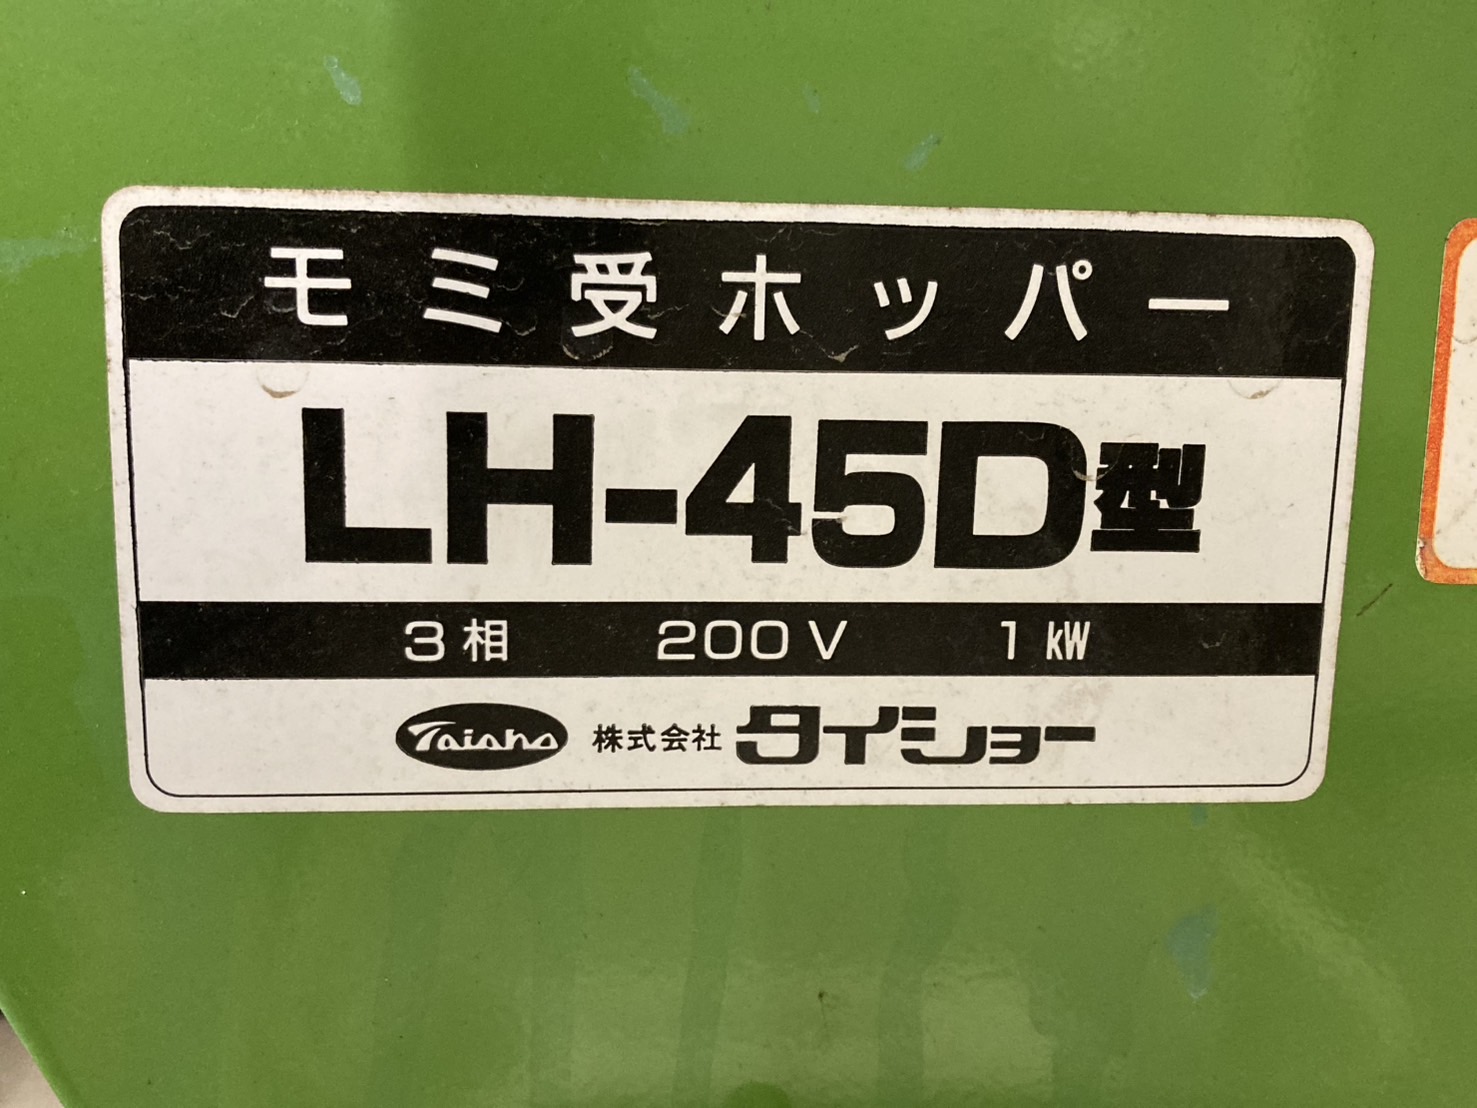 モミ受ホッパー
LH-45D型
3相 200V 1kW
Taisho 株式会社タイショー